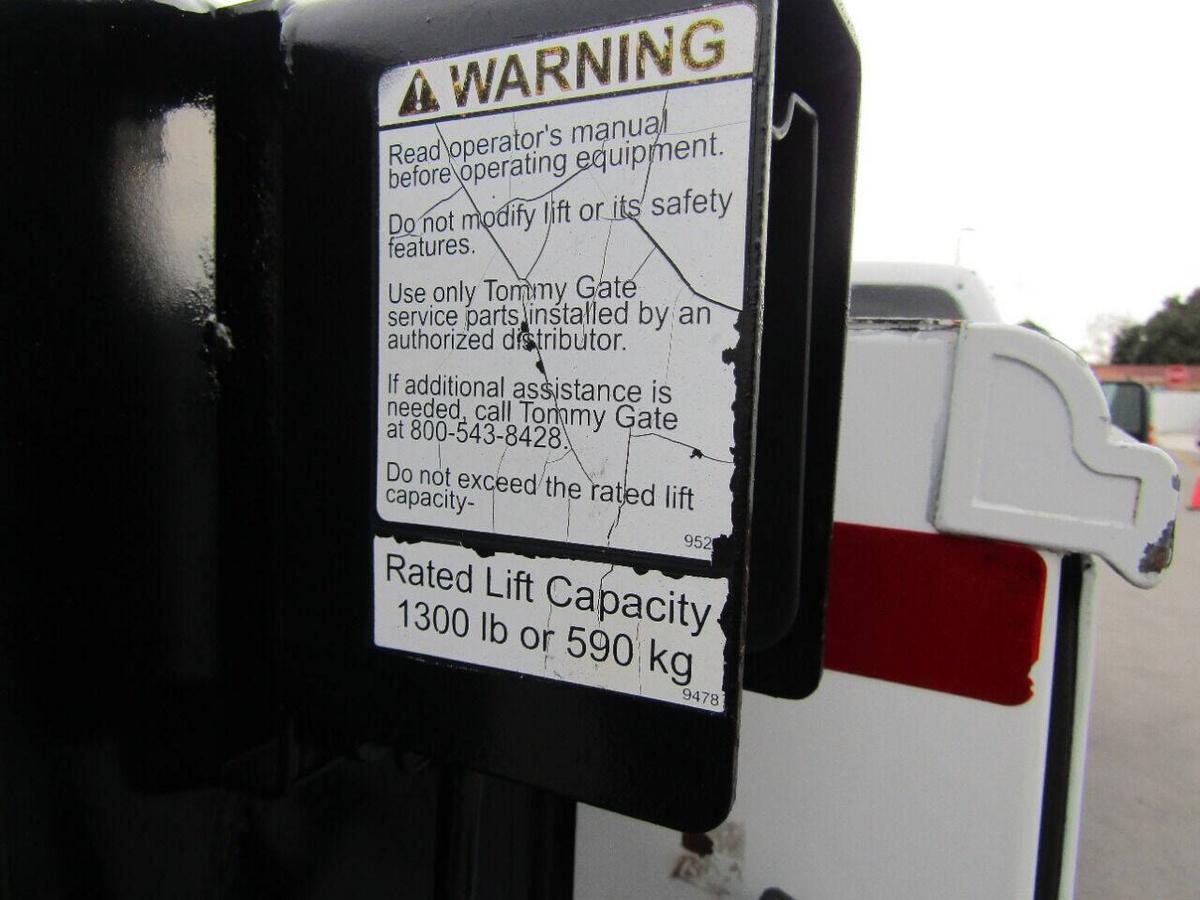 WARNING
Read operator's manual
before operating equipment.
Do not modify lift or its safety
features.
Use only Tommy Gate
service parts installed by an
authorized distributor.
If additional assistance is
needed, call Tommy Gate
at 800-543-8428.
Do not exceed the rated lift
capacity-
952
Rated Lift Capacity
1300 lb or 590 kg
9478